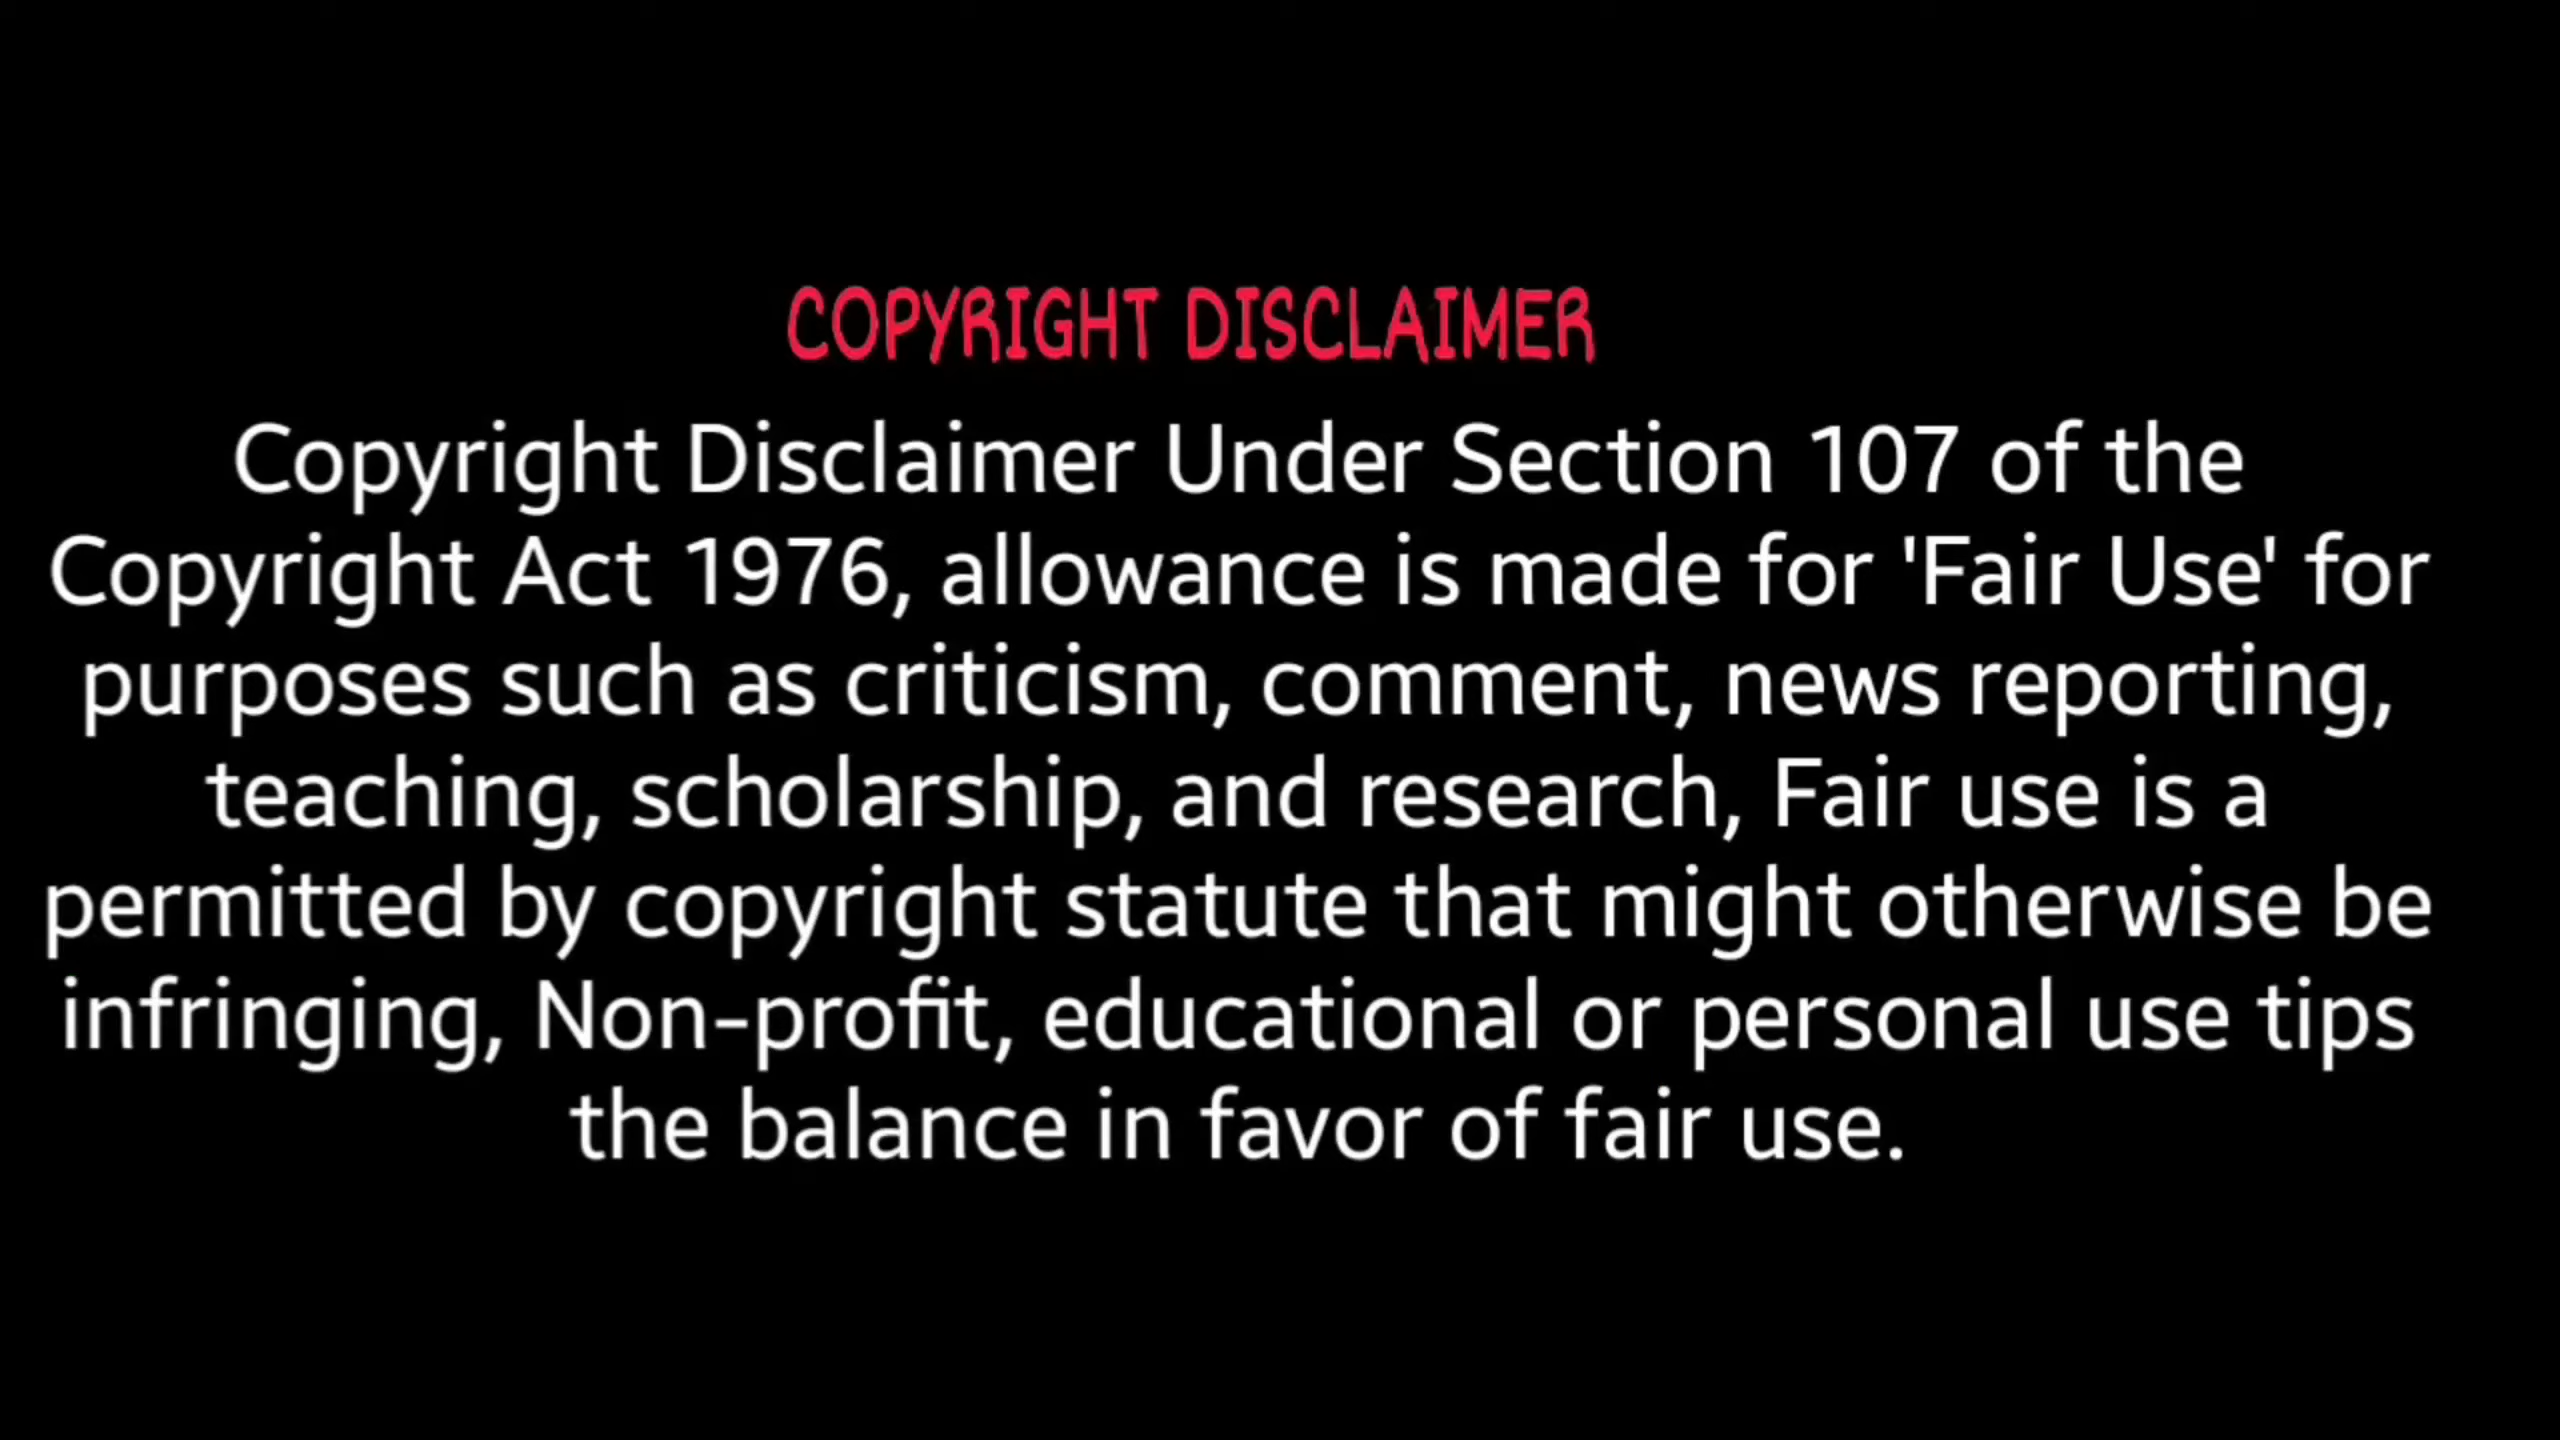 COPYRIGHT DISCLAIMER
Copyright Disclaimer Under Section 107 of the
Copyright Act 1976, allowance is made for 'Fair Use' for
purposes such as criticism, comment, news reporting,
teaching, scholarship, and research, Fair use is a
permitted by copyright statute that might otherwise be
infringing, Non-profit, educational or personal use tips
the balance in favor of fair use.